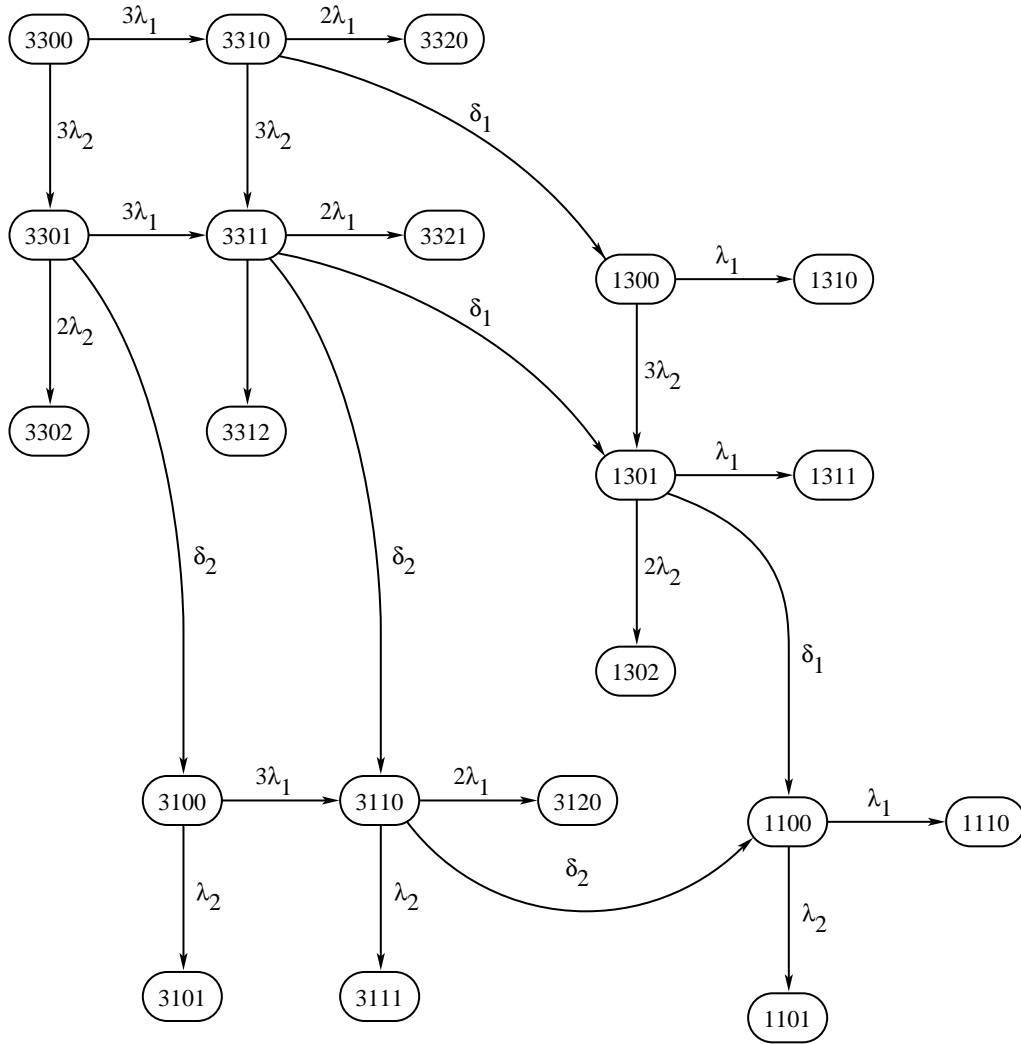 3λ₁
2λ₁
3300
3310
3320
δ₁
3λ₂
3λ₂
3λ₁
2λ₁
3301
3311
3321
λ₁
1300
1310
δ₁
2λ₂
3λ₂
3302
3312
λ₁
1301
1311
δ₂
δ₂
2λ₂
δ₁
1302
3λ₁
2λ₁
3100
3110
3120
λ₁
1100
1110
δ₂
λ₂
λ₂
λ₂
3101
3111
1101